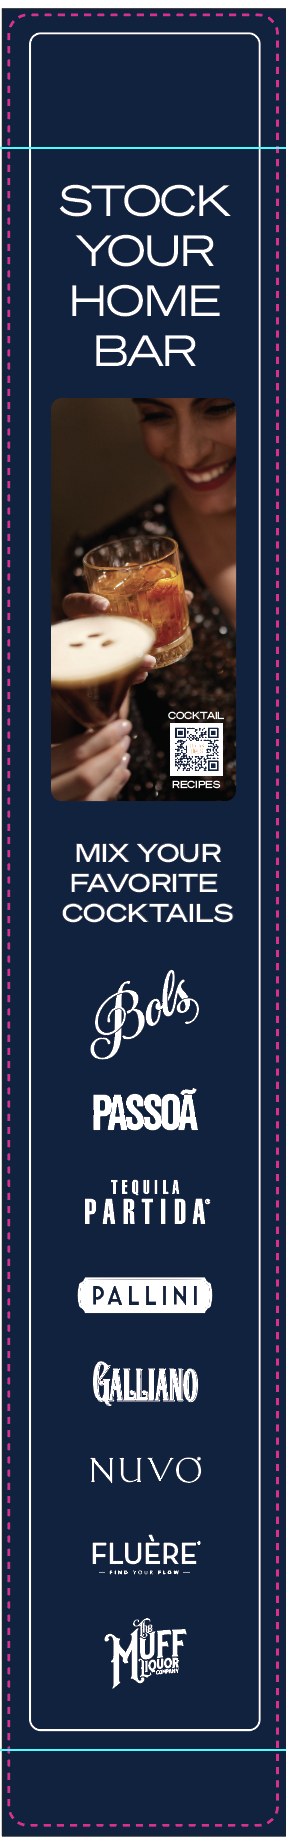 STOCK
YOUR
HOME
BAR
COCKTAIL
RECIPES
MIX YOUR
FAVORITE
COCKTAILS
Bols
PASSOÃ
TEQUILA
PARTIDA®
PALLINI
GALLIANO
NUVO
FLUÈRE®
— FIND YOUR FLOW —
The
MUFF
LIQUOR
COMPANY